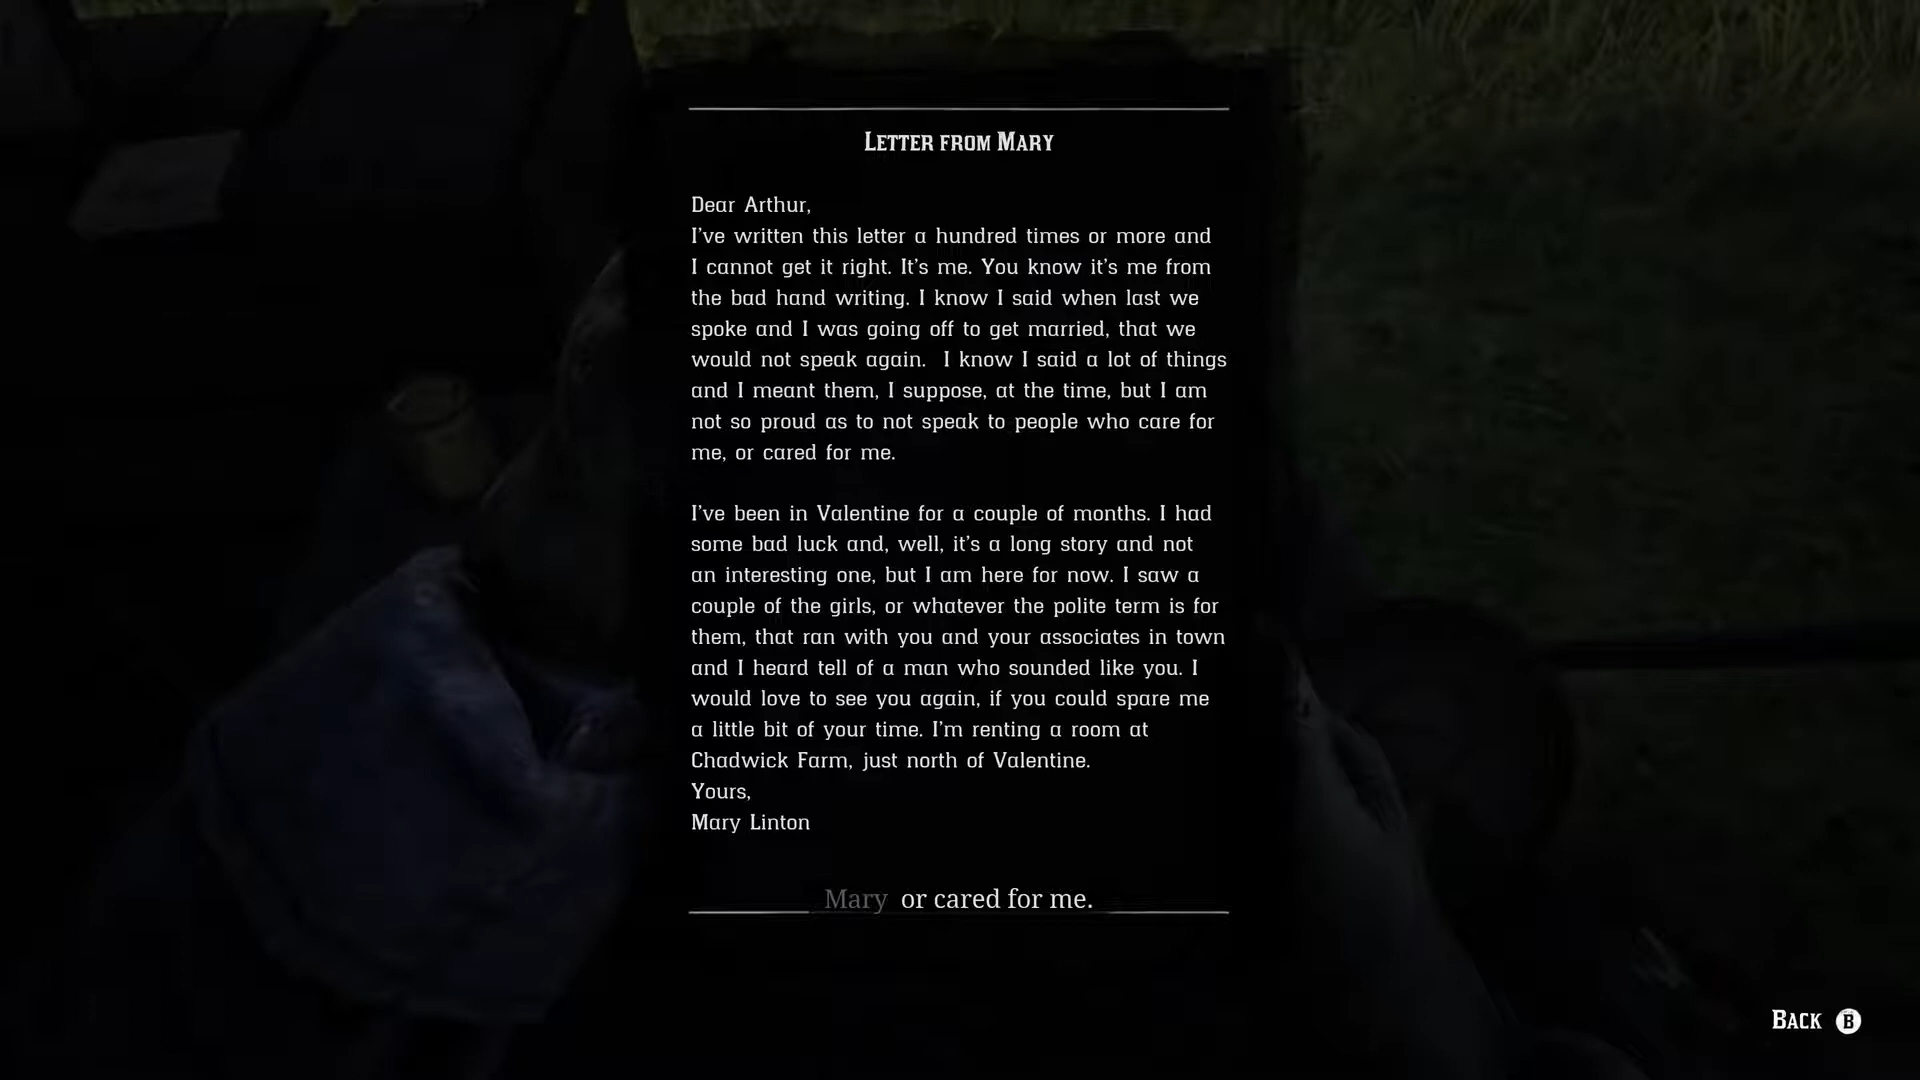 Letter from Mary
Dear Arthur,
I've written this letter a hundred times or more and
I cannot get it right. It's me. You know it's me from
the bad hand writing. I know I said when last we
spoke and I was going off to get married, that we
would not speak again.  I know I said a lot of things
and I meant them, I suppose, at the time, but I am
not so proud as to not speak to people who care for
me, or cared for me.
I've been in Valentine for a couple of months. I had
some bad luck and, well, it's a long story and not
an interesting one, but I am here for now. I saw a
couple of the girls, or whatever the polite term is for
them, that ran with you and your associates in town
and I heard tell of a man who sounded like you. I
would love to see you again, if you could spare me
a little bit of your time. I'm renting a room at
Chadwick Farm, just north of Valentine.
Yours,
Mary Linton
Mary or cared for me.
Back B